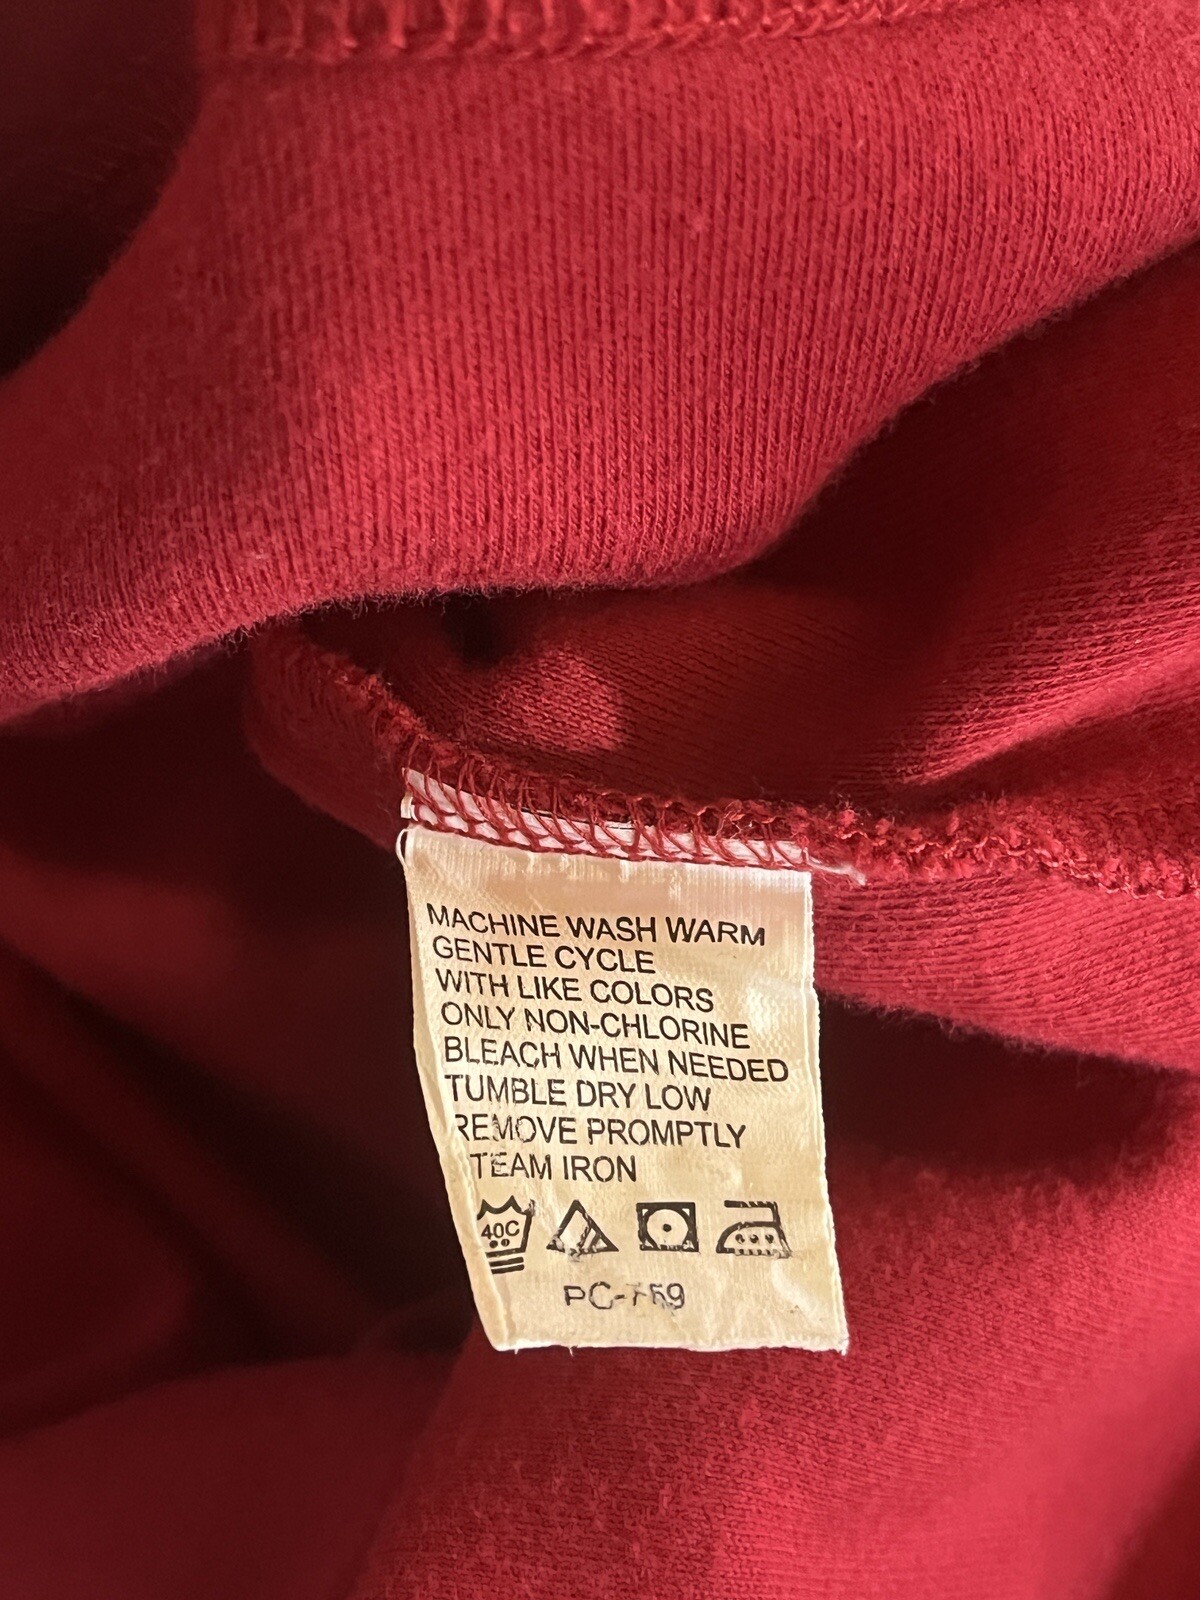 MACHINE WASH WARM
GENTLE CYCLE
WITH LIKE COLORS
ONLY NON-CHLORINE
BLEACH WHEN NEEDED
TUMBLE DRY LOW
REMOVE PROMPTLY
TEAM IRON
40C